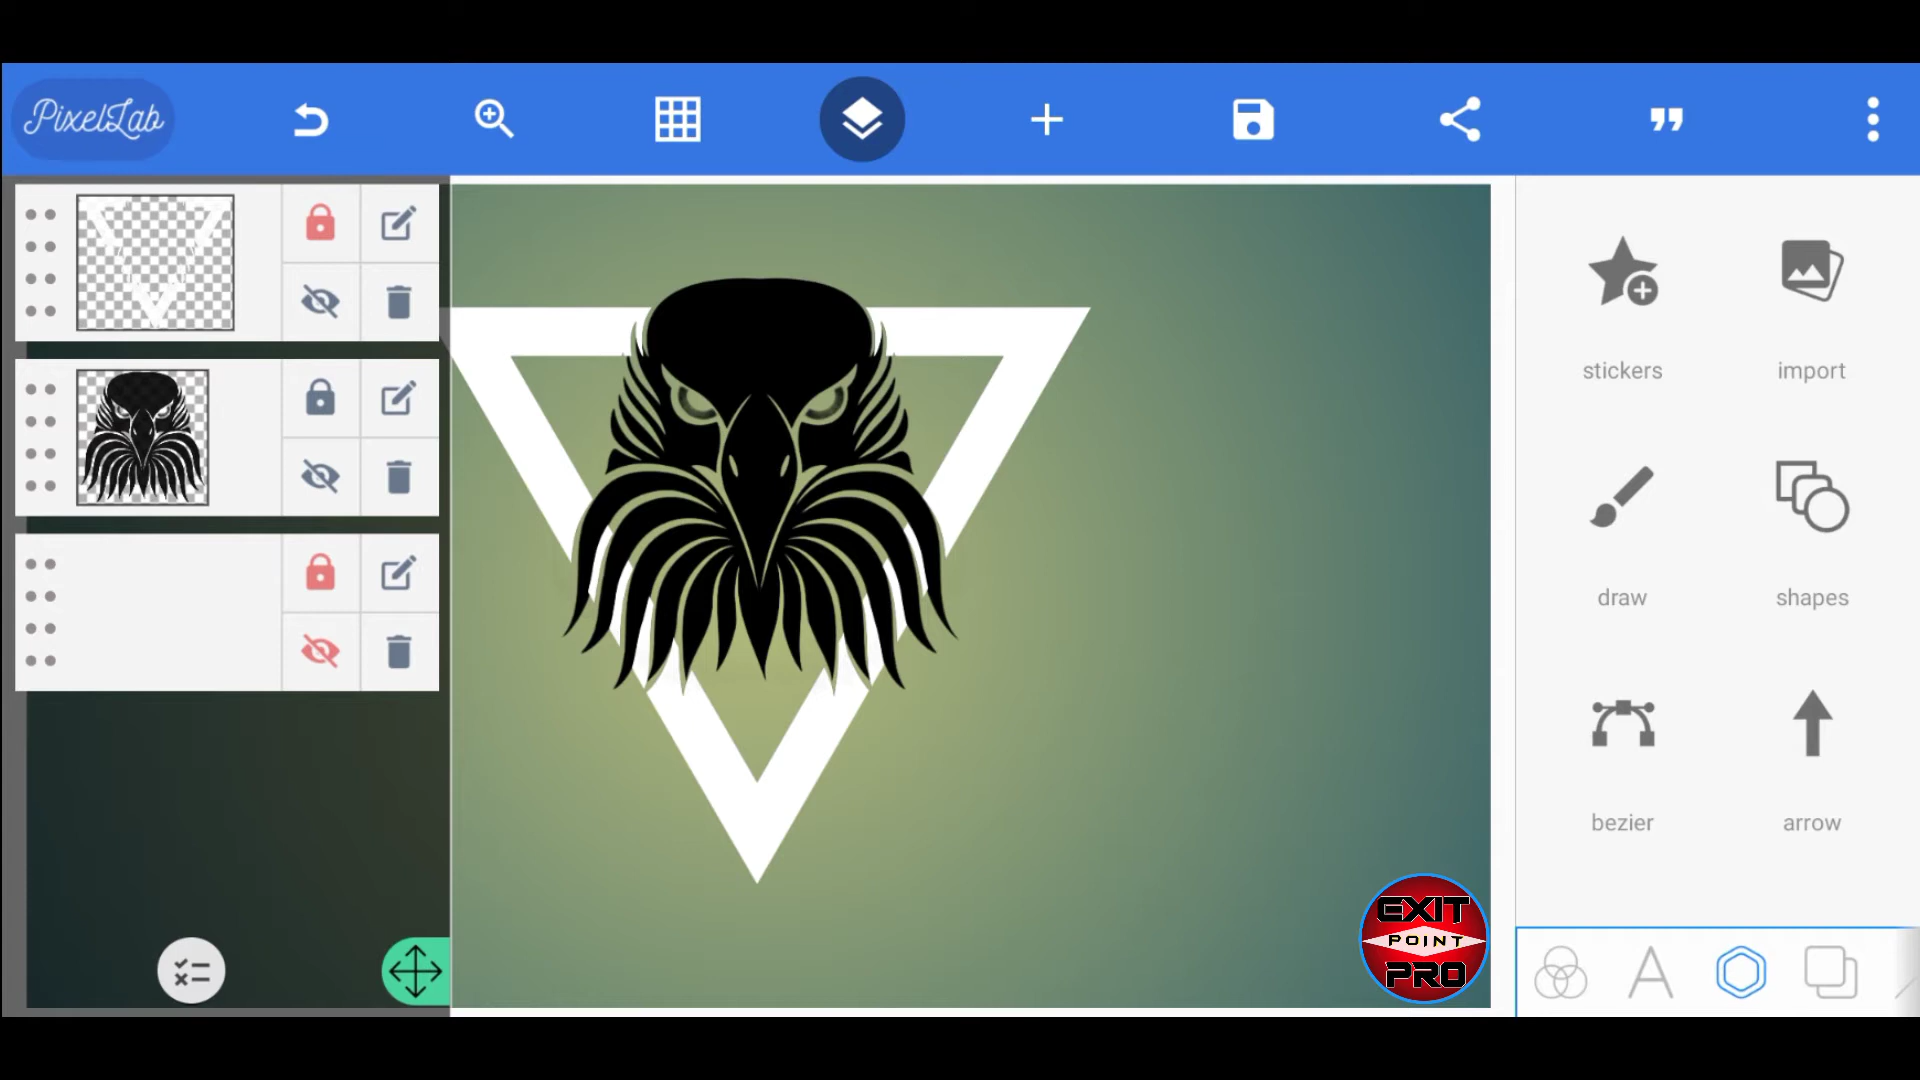 PixelLab
stickers
import
draw
shapes
bezier
arrow
EXIT
POINT
PRO